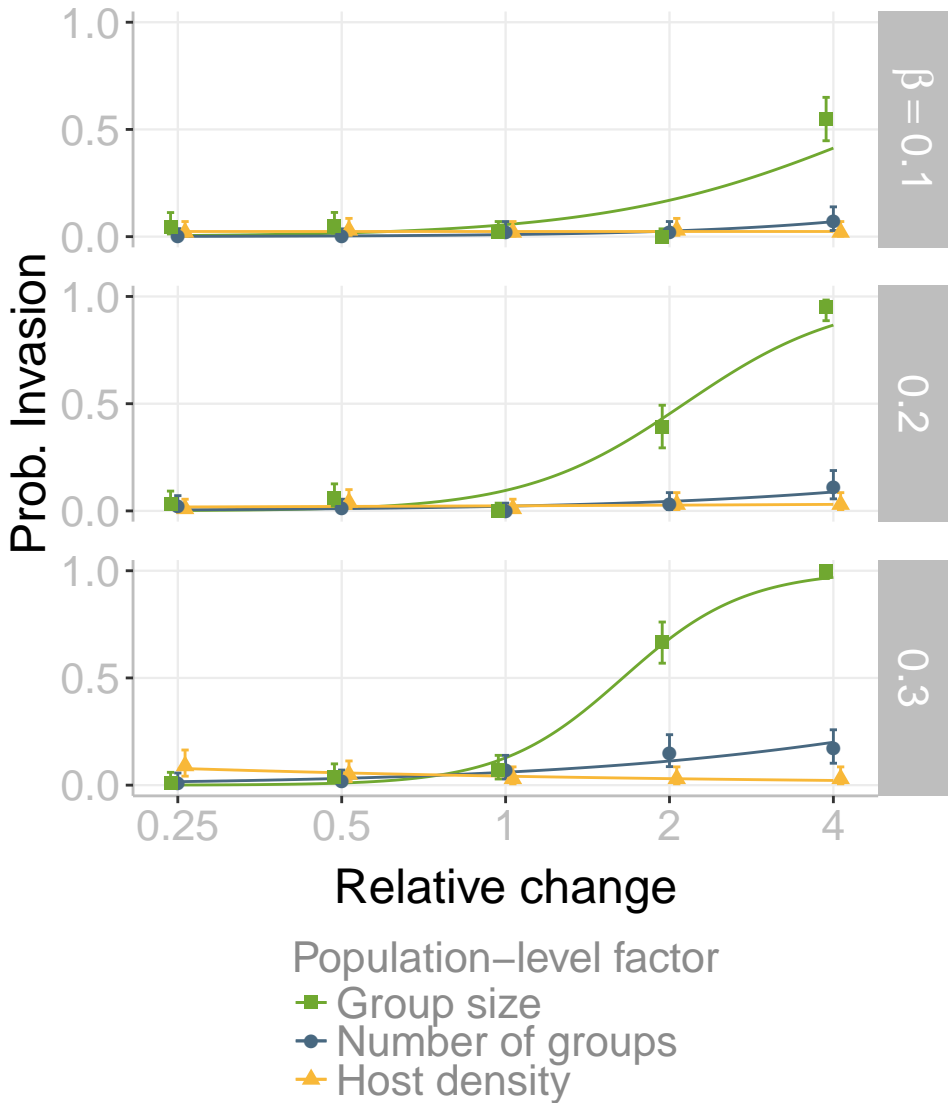 1.0
0.5
0.0
β = 0.1
1.0
0.5
0.0
0.2
1.0
0.5
0.0
0.3
Prob. Invasion
0.25 0.5 1 2 4
Relative change
Population−level factor
Group size
Number of groups
Host density